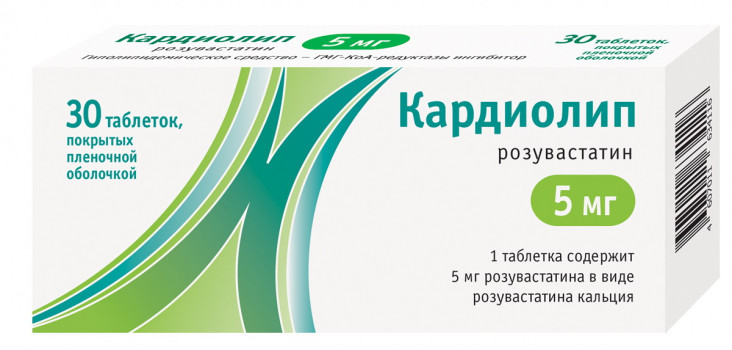 Кардиолип 5 мг
розувастатин
Гиполипидемическое средство – ГМГ-КоА-редуктазы ингибитор
30 таблеток,
покрытых
пленочной
оболочкой
30 таблеток,
покрытых
пленочной
оболочкой
Кардиолип
розувастатин
5 мг
1 таблетка содержит
5 мг розувастатина в виде
розувастатина кальция